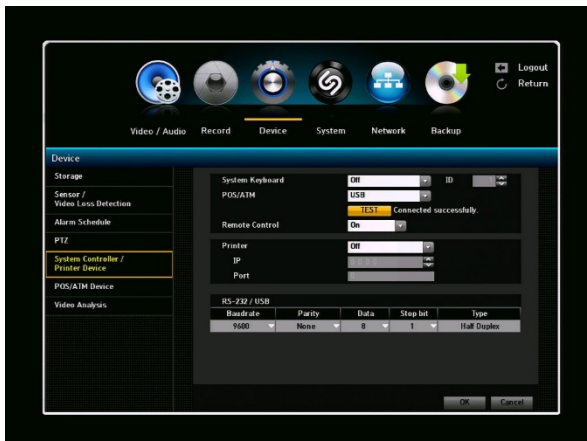 Logout
Return
Video / Audio Record Device System Network Backup
Device
Storage
Sensor /
Video Loss Detection
Alarm Schedule
PTZ
System Controller /
Printer Device
POS/ATM Device
Video Analysis
System Keyboard Off ID
POS/ATM USB
TEST Connected successfully.
Remote Control On
Printer Off
IP
Port
RS-232 / USB
Baudrate Parity Data Stop bit Type
9600 None 8 1 Half Duplex
OK Cancel